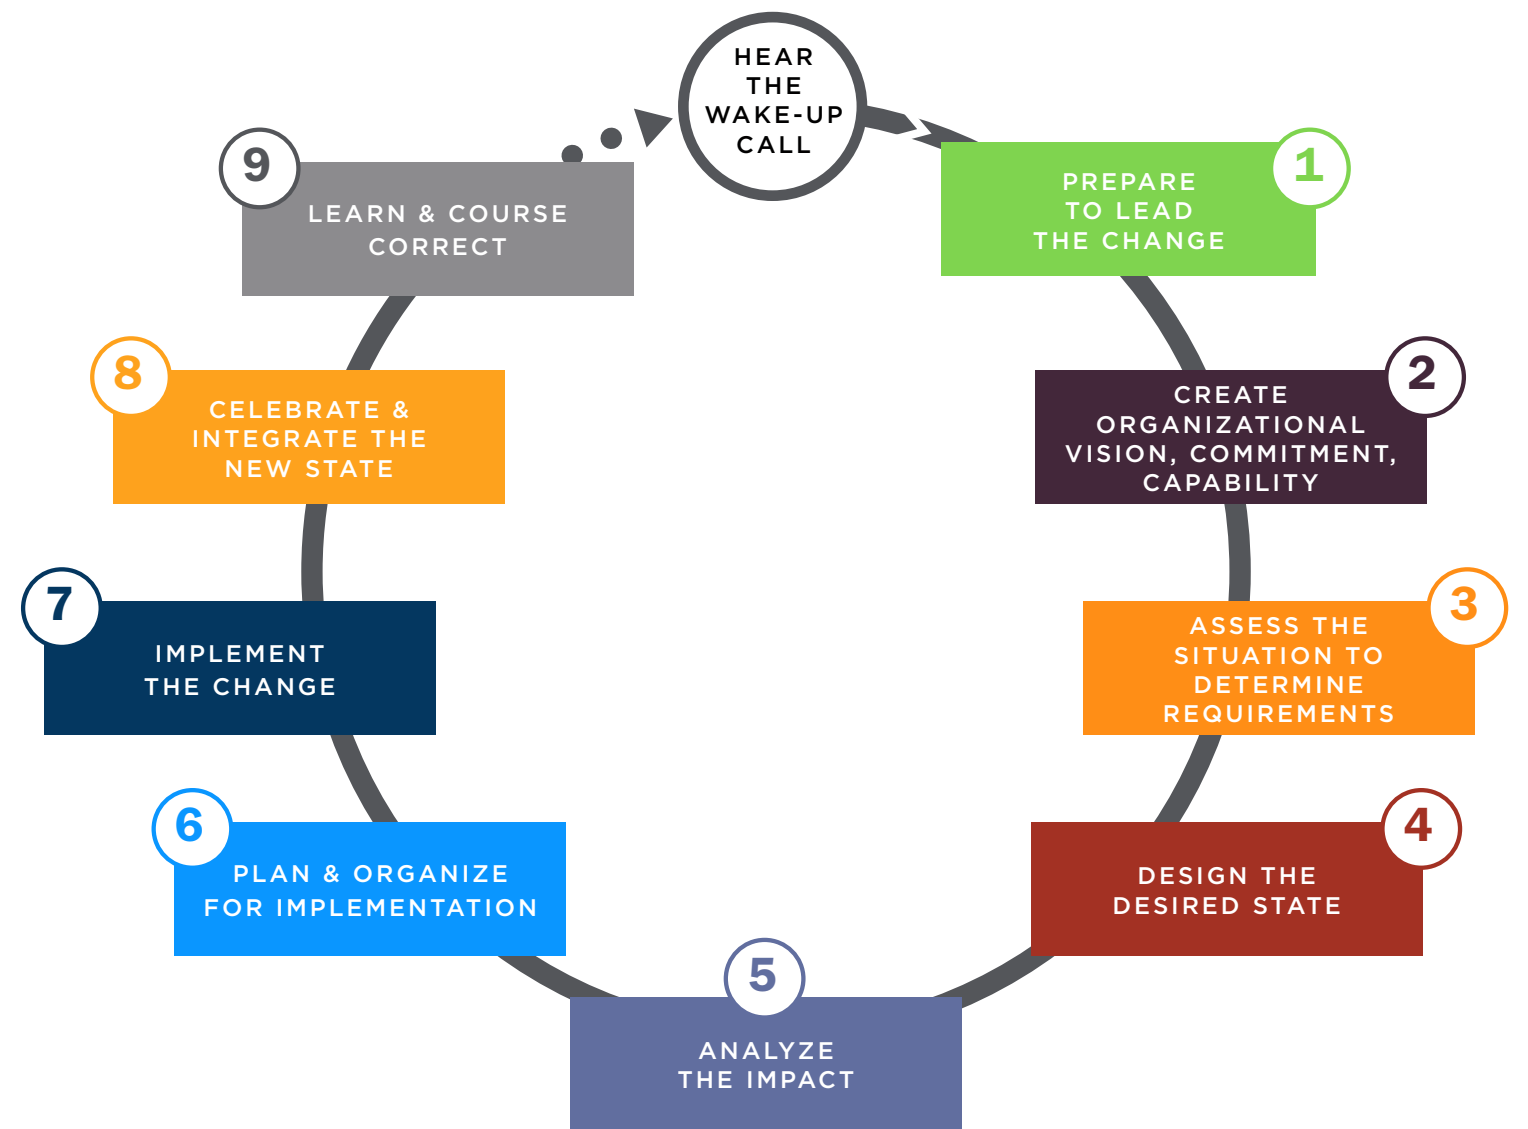 HEAR
THE
WAKE-UP
CALL
1
PREPARE
TO LEAD
THE CHANGE
2
CREATE
ORGANIZATIONAL
VISION, COMMITMENT,
CAPABILITY
3
ASSESS THE
SITUATION TO
DETERMINE
REQUIREMENTS
4
DESIGN THE
DESIRED STATE
5
ANALYZE
THE IMPACT
6
PLAN & ORGANIZE
FOR IMPLEMENTATION
7
IMPLEMENT
THE CHANGE
8
CELEBRATE &
INTEGRATE THE
NEW STATE
9
LEARN & COURSE
CORRECT